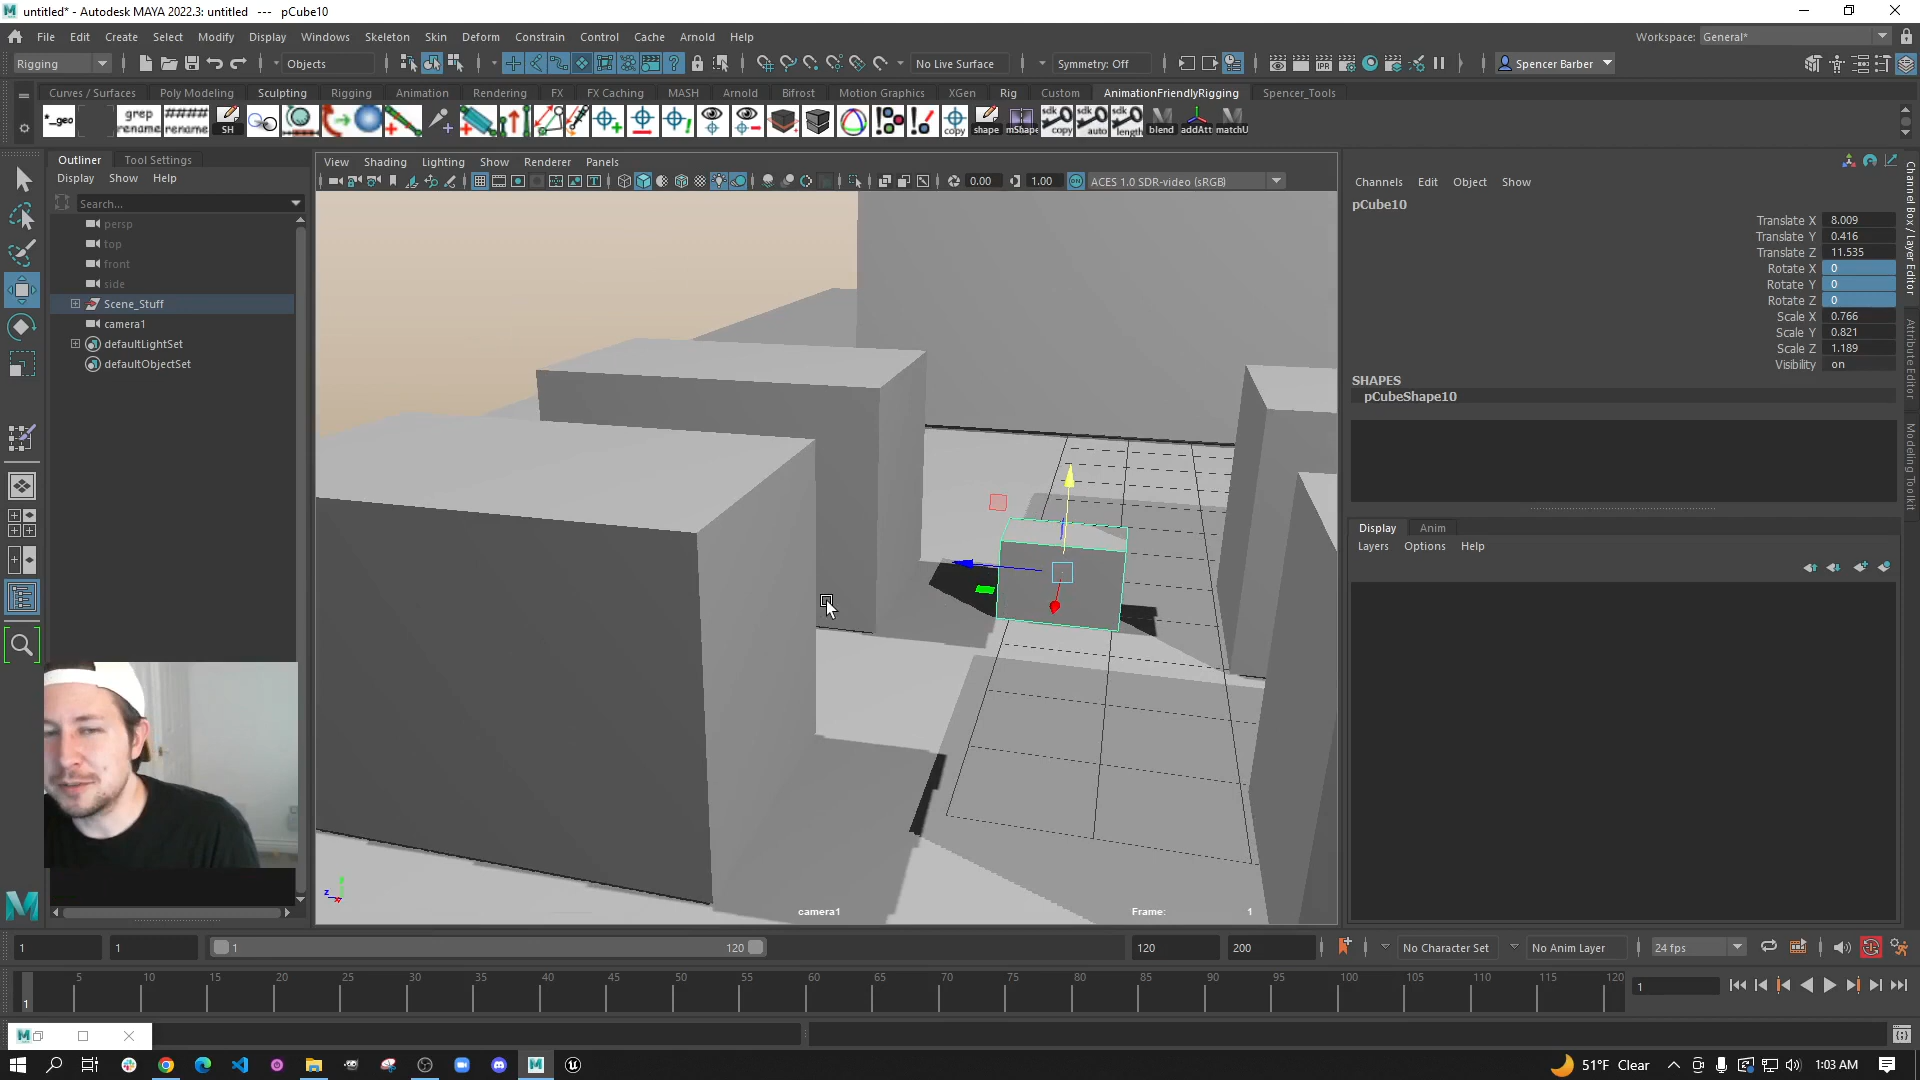 untitled* - Autodesk MAYA 2022.3: untitled   ---   pCube10
File Edit Create Select Modify Display Windows Skeleton Skin Deform Constrain Control Cache Arnold Help
Workspace: General*
Rigging
Objects
No Live Surface
Symmetry: Off
Spencer Barber
Curves / Surfaces Poly Modeling Sculpting Rigging Animation Rendering FX FX Caching MASH Arnold Bifrost Motion Graphics XGen Rig Custom AnimationFriendlyRigging Spencer_Tools
*_geo
grep rename
##### rename
SH
copy
shape
mShape
sdk copy
sdk auto
sdk length
blend
addAtt
matchU
Outliner Tool Settings
Display Show Help
Search...
persp
top
front
side
Scene_Stuff
camera1
defaultLightSet
defaultObjectSet
View Shading Lighting Show Renderer Panels
0.00
1.00
ACES 1.0 SDR-video (sRGB)
camera1
Frame: 1
z
Channels Edit Object Show
pCube10
Translate X 8.009
Translate Y 0.416
Translate Z 11.535
Rotate X 0
Rotate Y 0
Rotate Z 0
Scale X 0.766
Scale Y 0.821
Scale Z 1.189
Visibility on
SHAPES
pCubeShape10
Display Anim
Layers Options Help
Channel Box / Layer Editor
Attribute Editor
Modeling Toolkit
1
1
1
120
120
200
No Character Set
No Anim Layer
24 fps
5 10 15 20 25 30 35 40 45 50 55 60 65 70 75 80 85 90 95 100 105 110 115 120
1
1
51°F Clear
1:03 AM